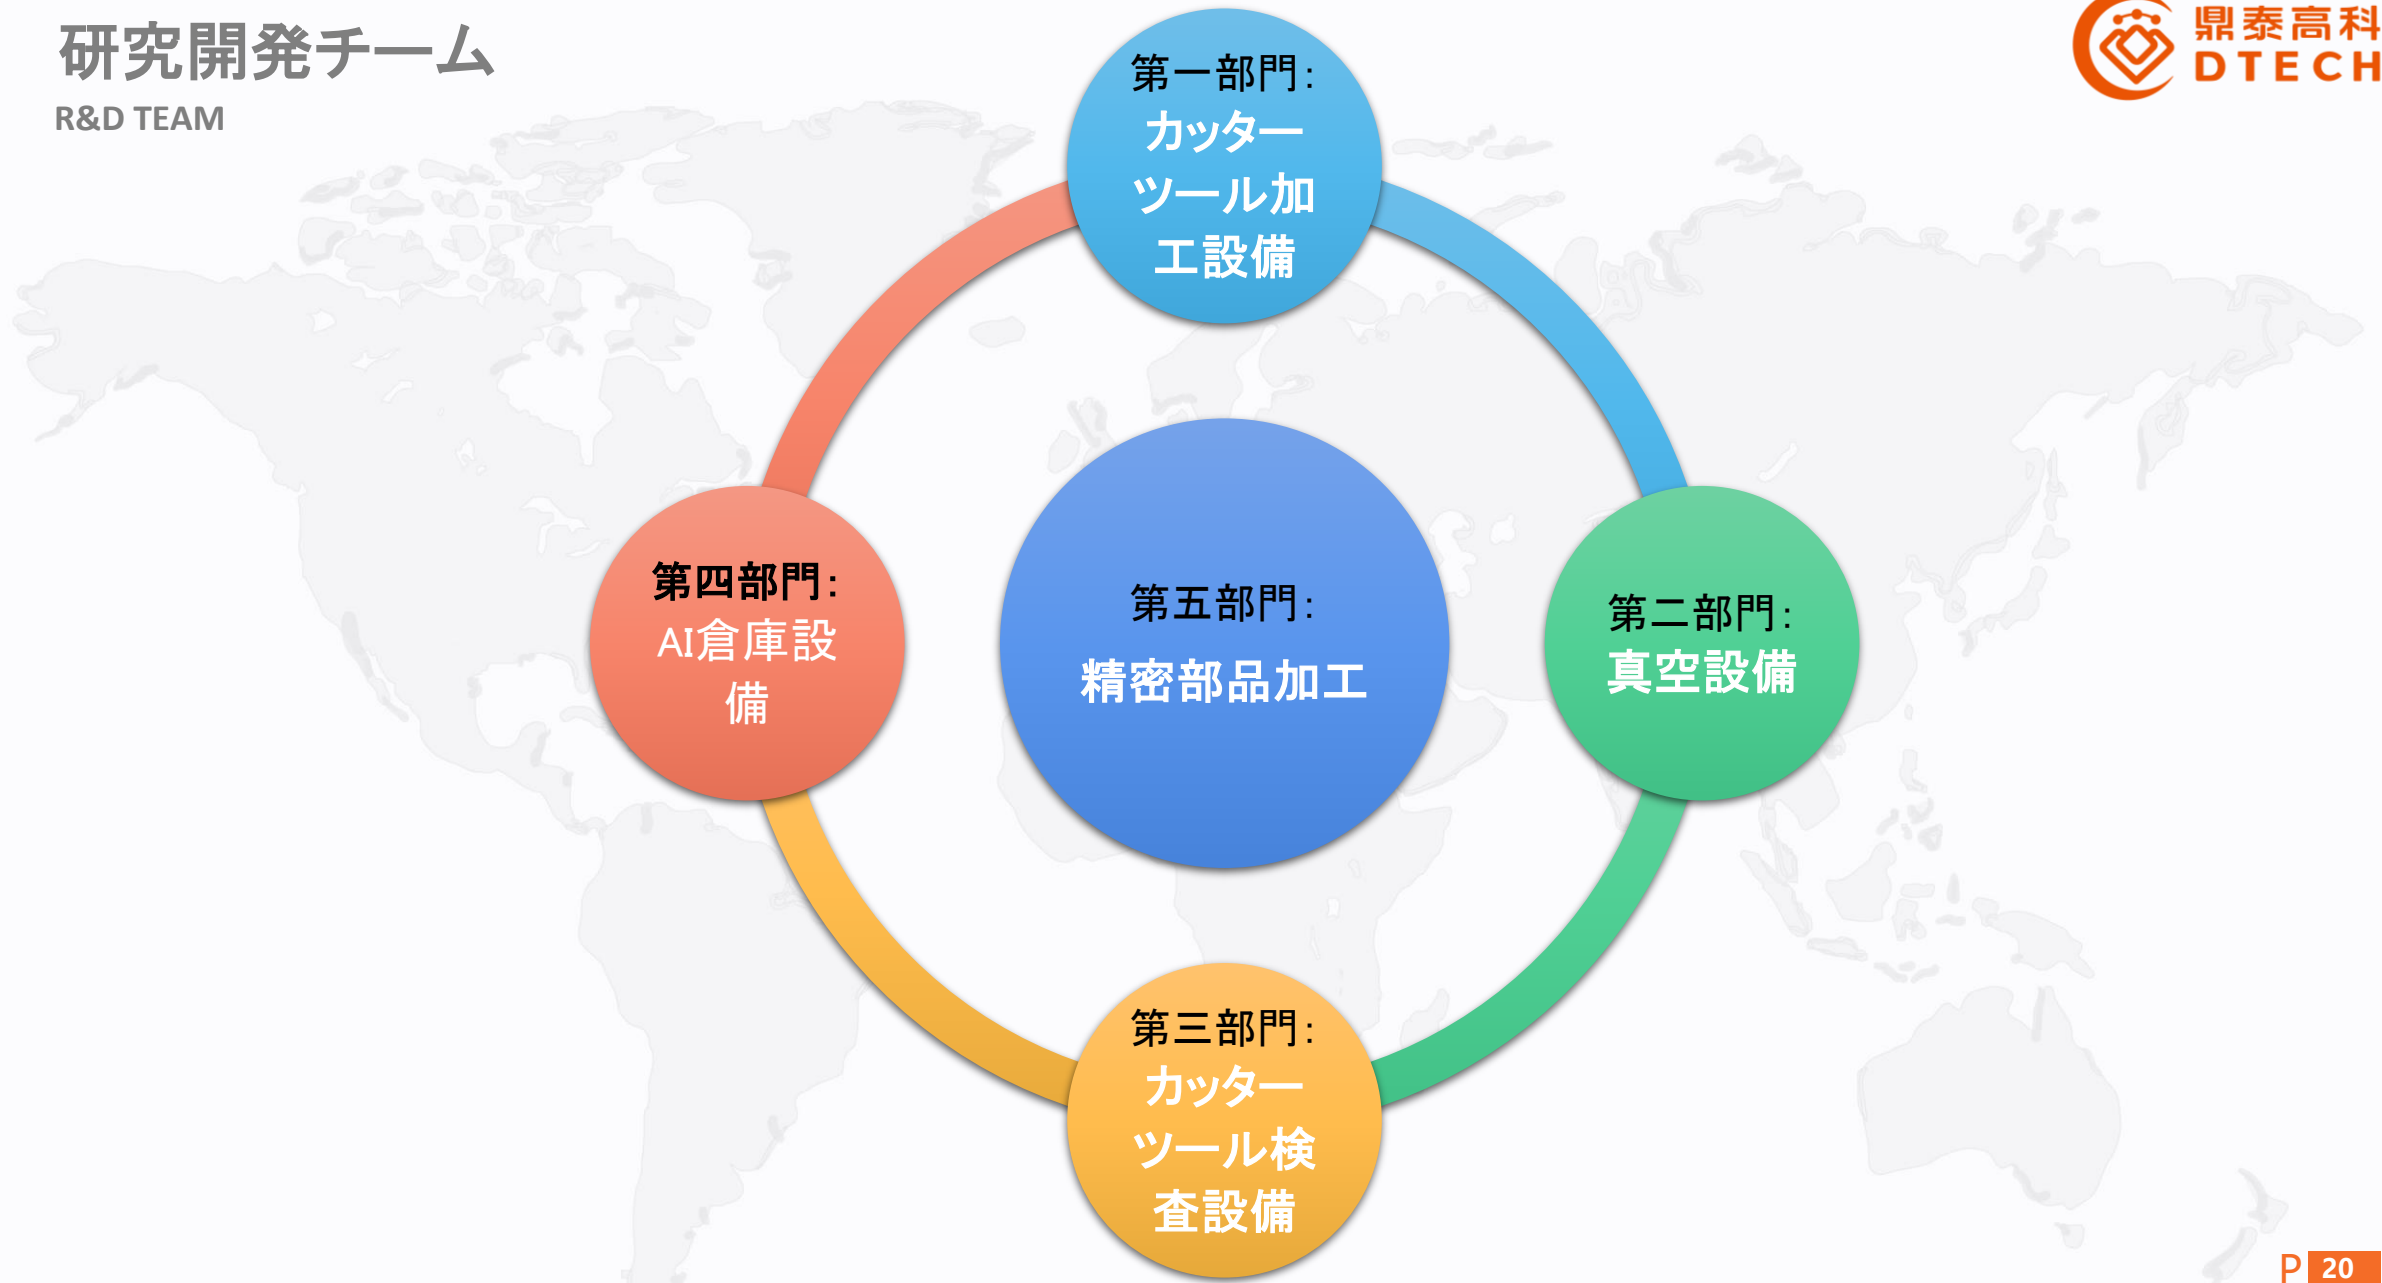 研究開発チーム
R&D TEAM
鼎泰高科
DTECH
第一部門：
カッター
ツール加
工設備
第四部門：
AI倉庫設
備
第五部門：
精密部品加工
第二部門：
真空設備
第三部門：
カッター
ツール検
査設備
P 20